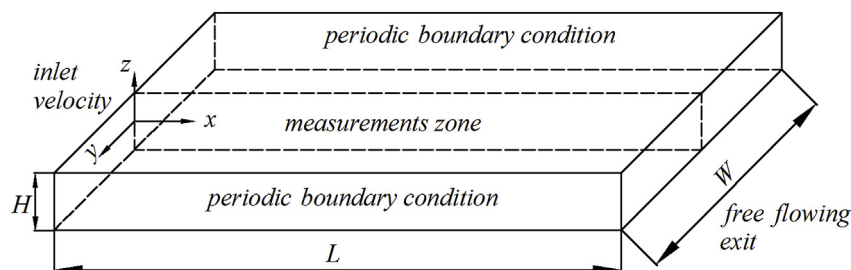 periodic boundary condition
inlet
velocity
z
x
measurements zone
y
H
periodic boundary condition
W
free flowing
exit
L